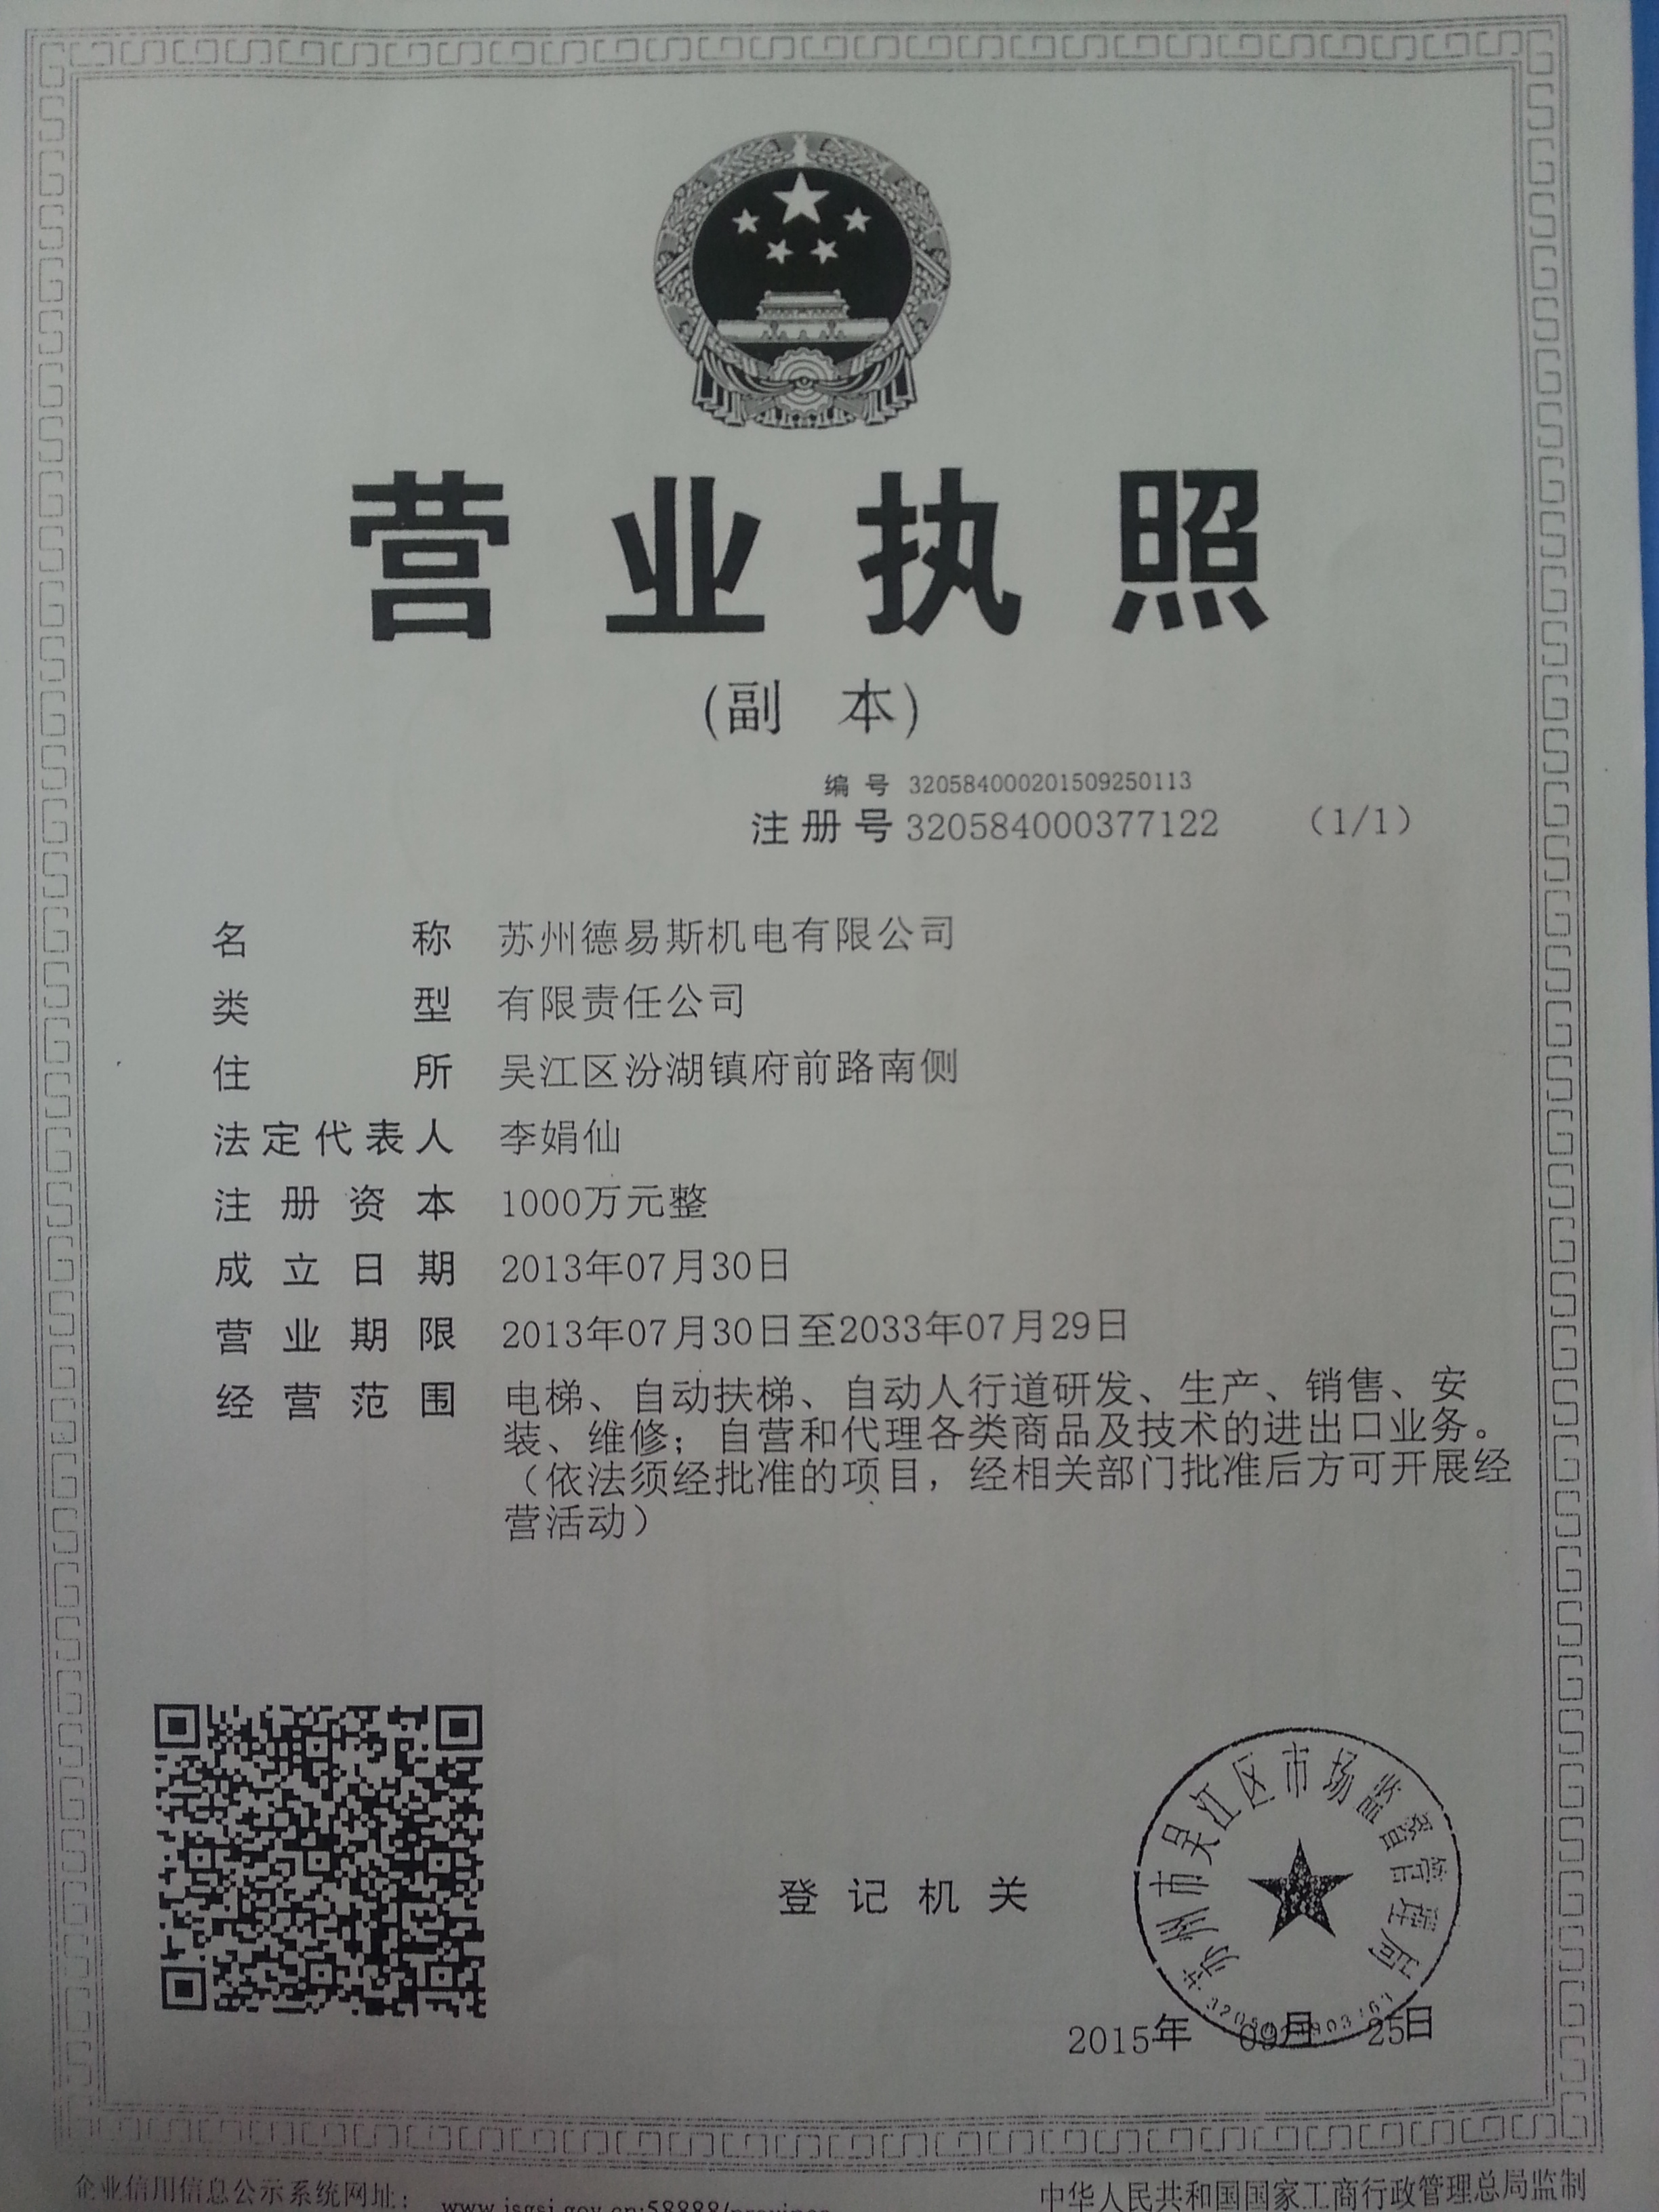 营业执照
(副 本)
编号 320584000201509250113
注册号 320584000377122 （1/1）
名称 苏州德易斯机电有限公司
类型 有限责任公司
住所 吴江区汾湖镇府前路南侧
法定代表人 李娟仙
注册资本 1000万元整
成立日期 2013年07月30日
营业期限 2013年07月30日至2033年07月29日
经营范围 电梯、自动扶梯、自动人行道研发、生产、销售、安
装、维修；自营和代理各类商品及技术的进出口业务。
（依法须经批准的项目，经相关部门批准后方可开展经
营活动）
苏州市吴江区市场监督管理局
登记机关
2015年 09月 25日
企业信用信息公示系统网址： www.jsgsj.gov.cn:58888/province
中华人民共和国国家工商行政管理总局监制